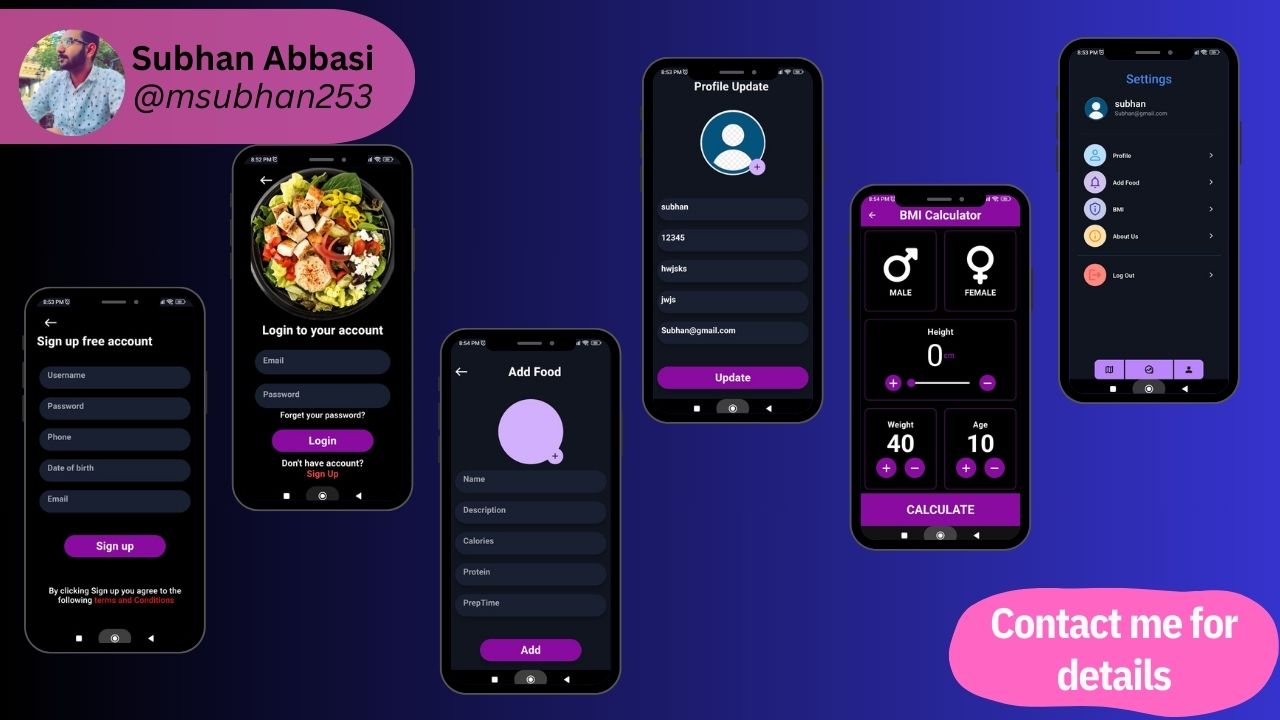 Subhan Abbasi
@msubhan253
8:53 PM
Sign up free account
Username
Password
Phone
Date of birth
Email
Sign up
By clicking Sign up you agree to the
following terms and Conditions
8:52 PM
Login to your account
Email
Password
Forget your password?
Login
Don't have account?
Sign Up
8:54 PM
Add Food
Name
Description
Calories
Protein
PrepTime
Add
8:53 PM
Profile Update
subhan
12345
hwjsks
jwjs
Subhan@gmail.com
Update
8:54 PM
BMI Calculator
MALE FEMALE
Height
0cm
Weight Age
40 10
CALCULATE
8:53 PM
Settings
subhan
Subhan@gmail.com
Profile
Add Food
BMI
About Us
Log Out
Contact me for
details